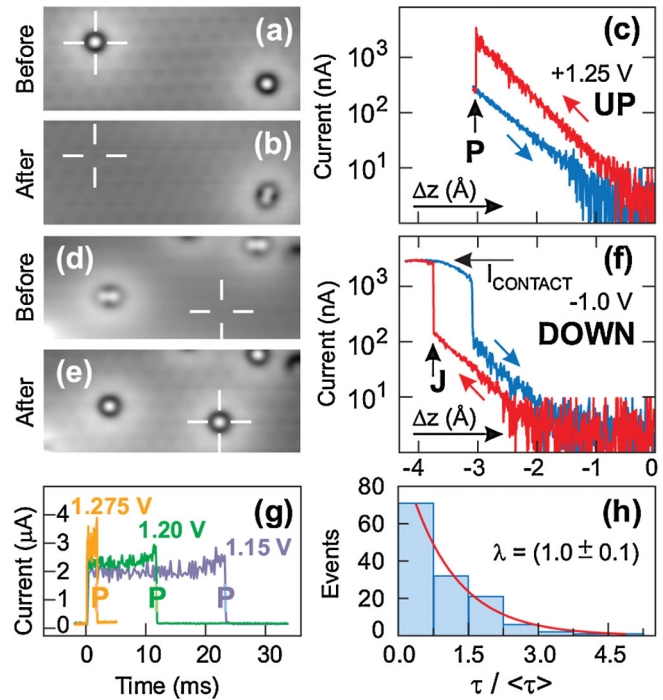 Before
(a)
After
(b)
Before
(d)
After
(e)
(c)
Current (nA)
10³
10²
10¹
+1.25 V
UP
P
Δz (Å)
(f)
Current (nA)
10³
10²
10¹
I_CONTACT
-1.0 V
DOWN
J
Δz (Å)
-4 -3 -2 -1 0
(g)
Current (μA)
4
3
2
1
0
1.275 V
1.20 V
1.15 V
P P P
0 10 20 30
Time (ms)
(h)
Events
80
60
40
20
0
λ = (1.0 ± 0.1)
0.0 1.5 3.0 4.5
τ / <τ>